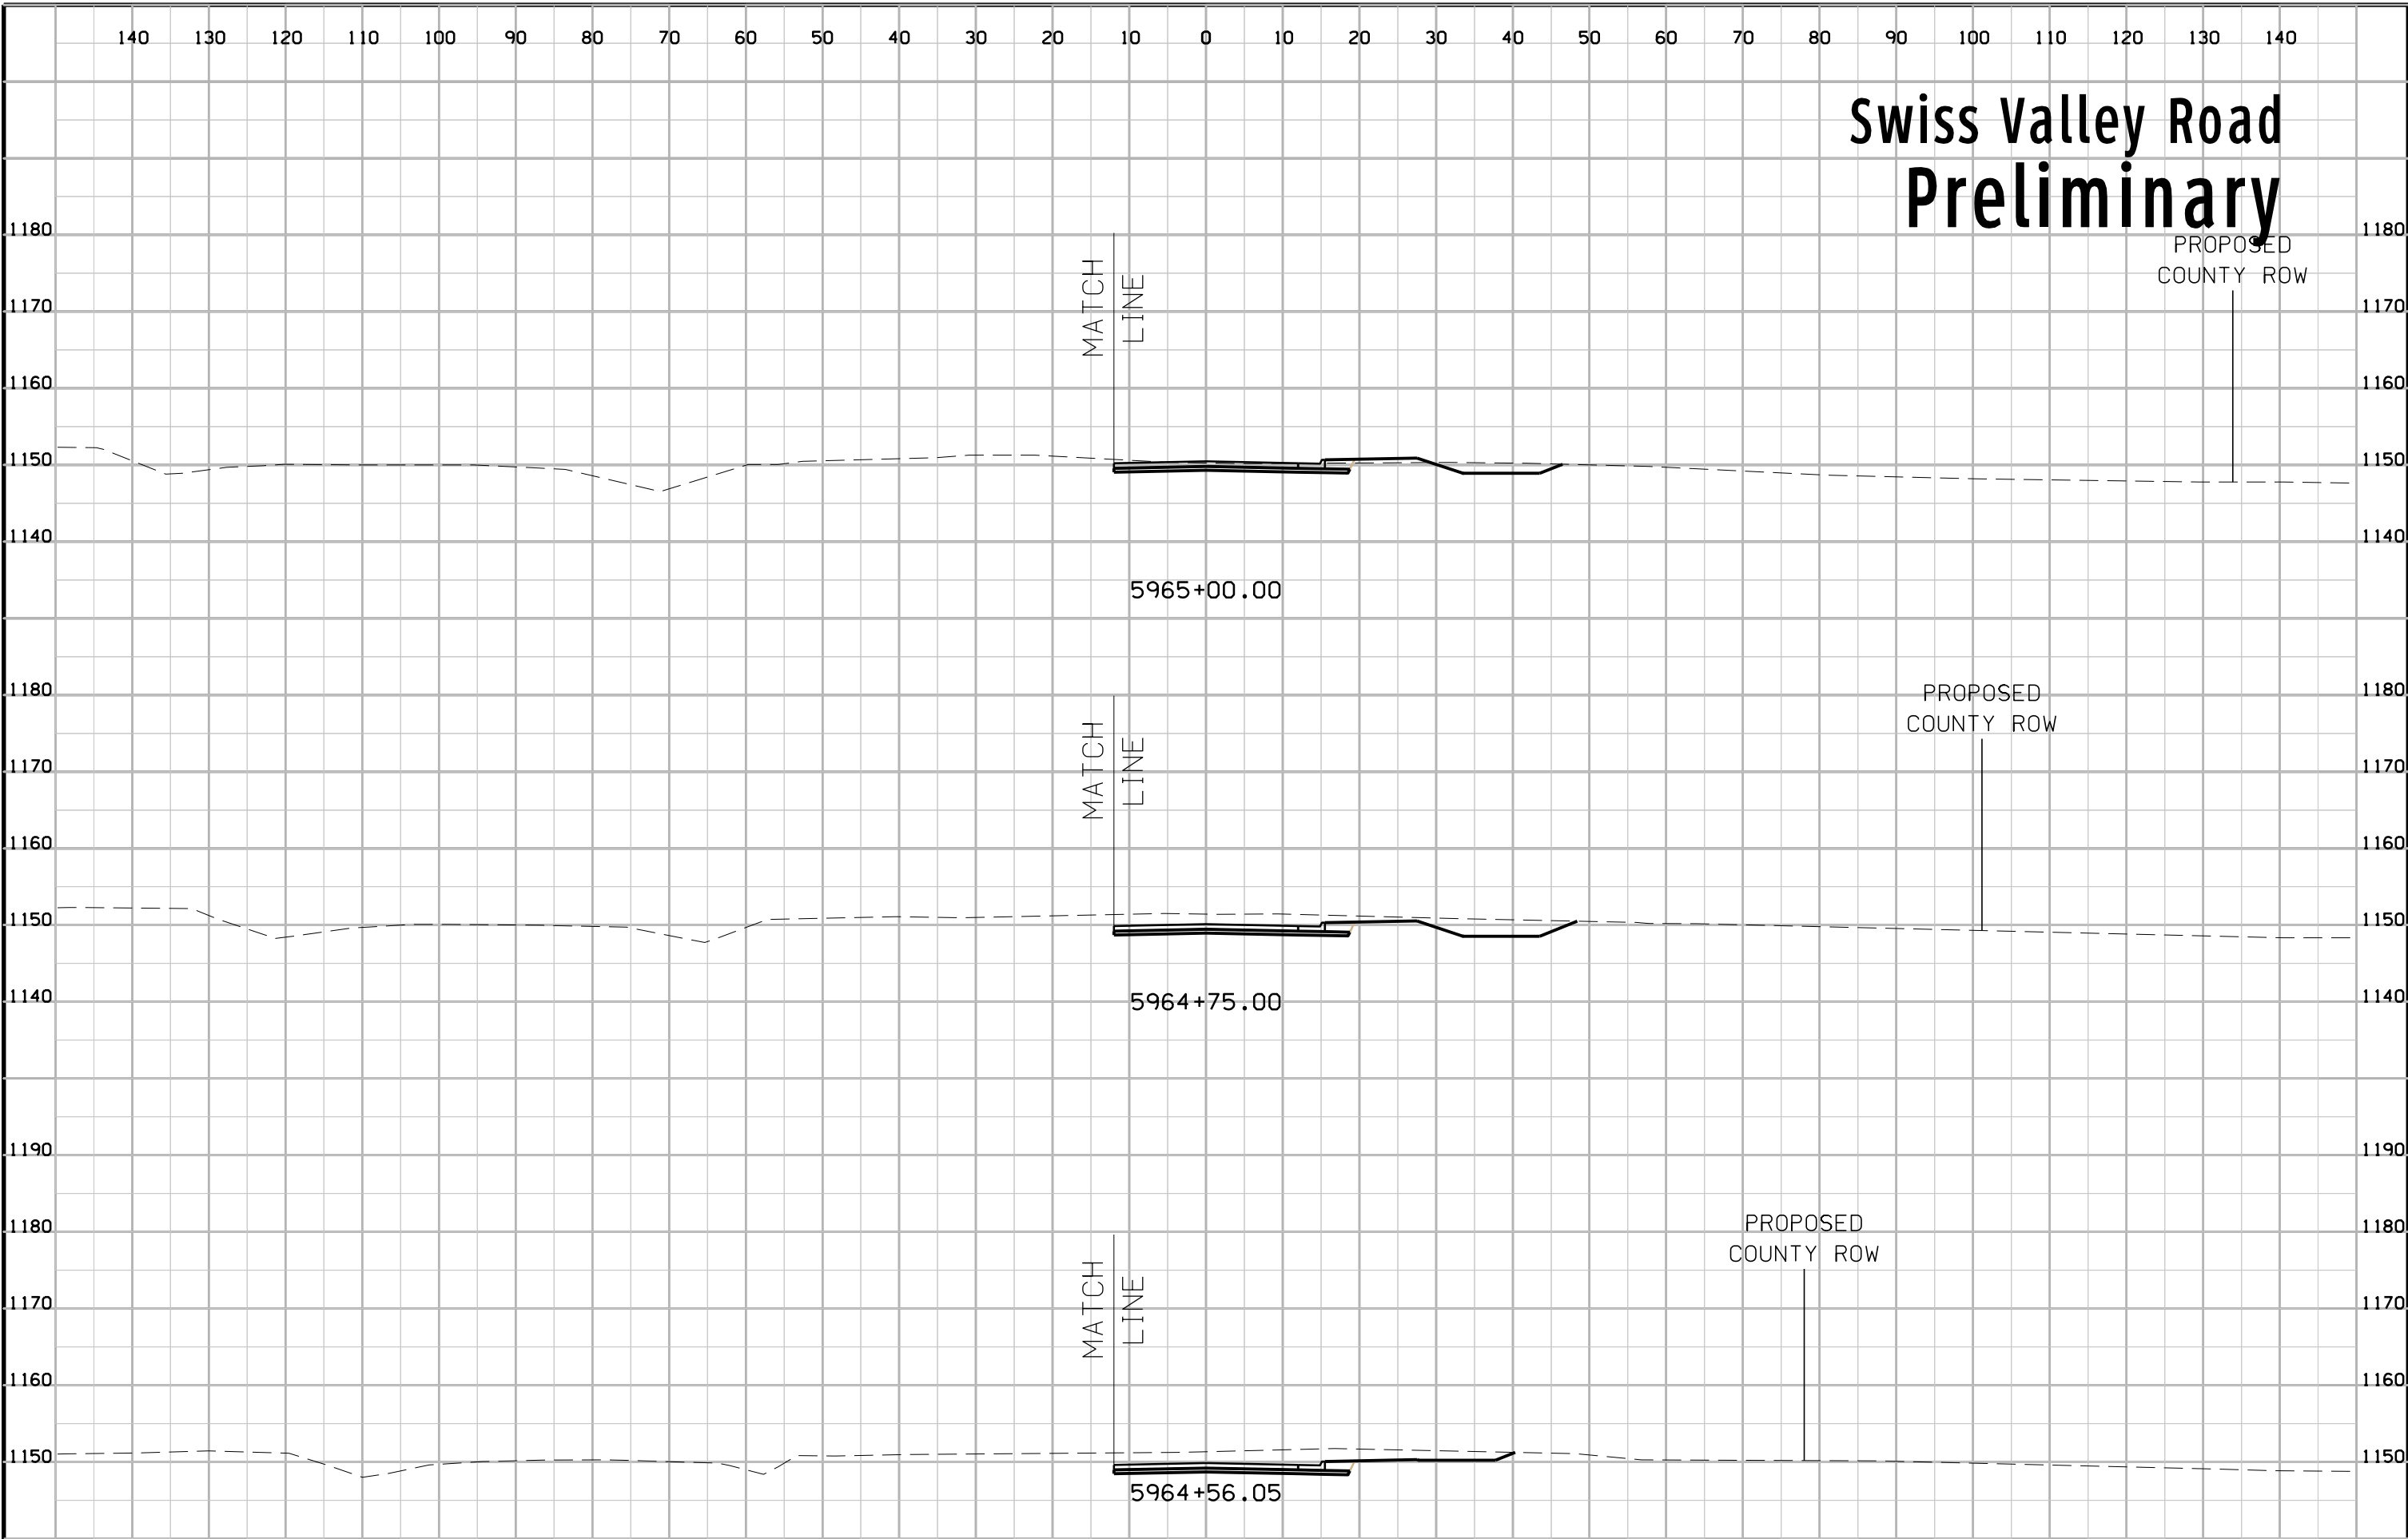 140 130 120 110 100 90 80 70 60 50 40 30 20 10 0 10 20 30 40 50 60 70 80 90 100 110 120 130 140
Swiss Valley Road
Preliminary
1180 1180
PROPOSED
COUNTY ROW
MATCH
LINE
1170 1170
1160 1160
1150 1150
1140 1140
5965+00.00
1180 1180
PROPOSED
COUNTY ROW
MATCH
LINE
1170 1170
1160 1160
1150 1150
1140 1140
5964+75.00
1190 1190
1180 1180
PROPOSED
COUNTY ROW
MATCH
LINE
1170 1170
1160 1160
1150 1150
5964+56.05